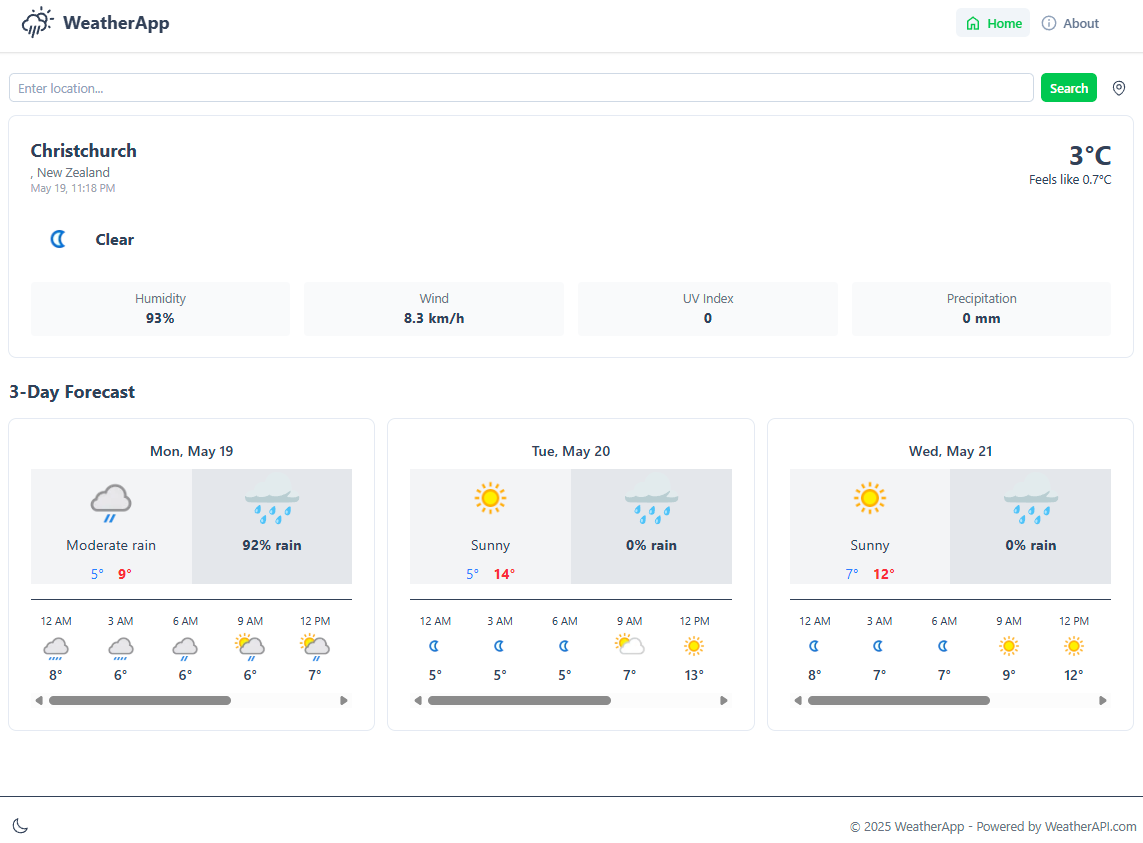 WeatherApp
Home About
Enter location...
Search
Christchurch
, New Zealand
May 19, 11:18 PM
3°C
Feels like 0.7°C
Clear
Humidity
93%
Wind
8.3 km/h
UV Index
0
Precipitation
0 mm
3-Day Forecast
Mon, May 19
Moderate rain
5° 9°
92% rain
12 AM 3 AM 6 AM 9 AM 12 PM
8° 6° 6° 6° 7°
Tue, May 20
Sunny
5° 14°
0% rain
12 AM 3 AM 6 AM 9 AM 12 PM
5° 5° 5° 7° 13°
Wed, May 21
Sunny
7° 12°
0% rain
12 AM 3 AM 6 AM 9 AM 12 PM
8° 7° 7° 9° 12°
© 2025 WeatherApp - Powered by WeatherAPI.com